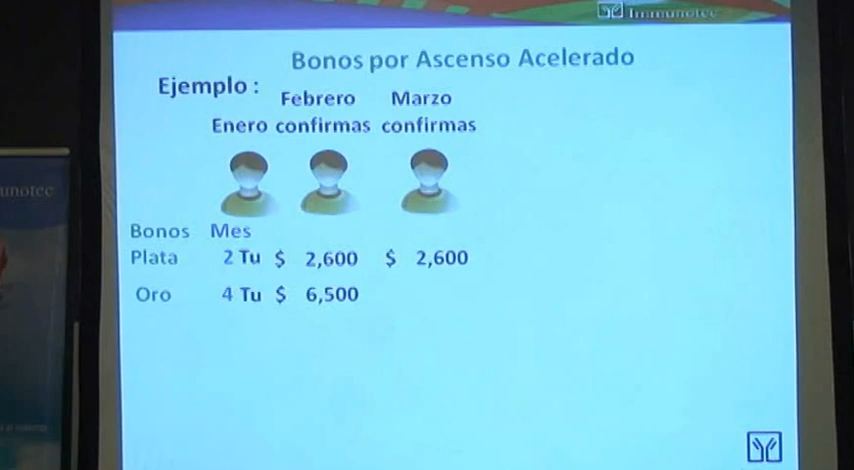 Immunotec
Bonos por Ascenso Acelerado
Ejemplo :
Febrero Marzo
Enero confirmas confirmas
unotec
Bonos Mes
Plata 2 Tu $ 2,600 $ 2,600
Oro 4 Tu $ 6,500